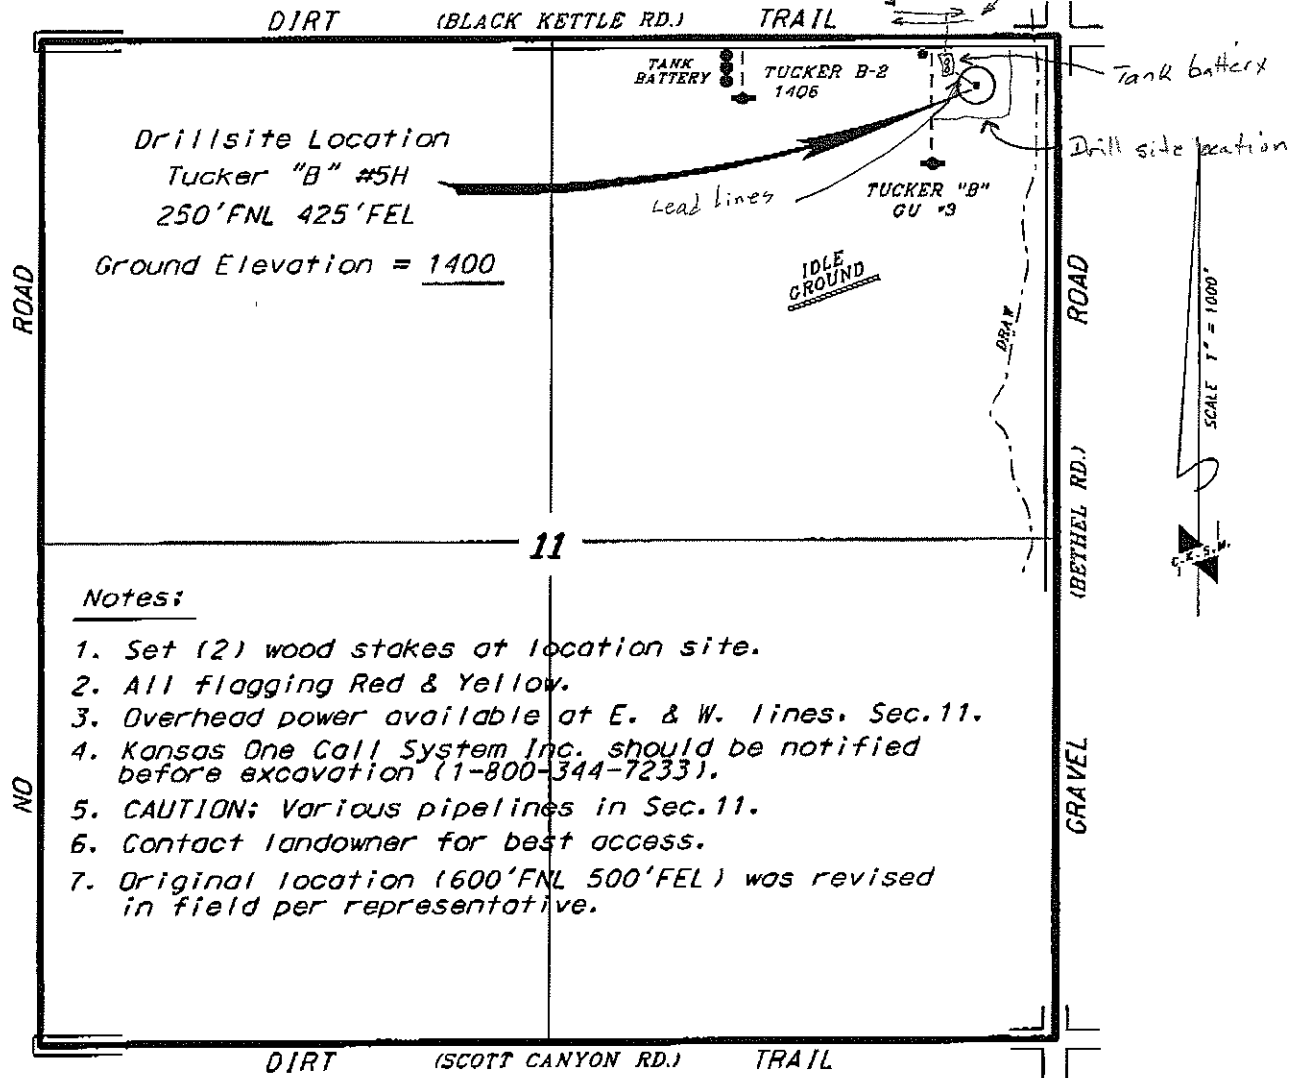 DIRT (BLACK KETTLE RD.) TRAIL
TANK
BATTERY
TUCKER B-2
1406
Tank battery
Drillsite Location
Tucker "B" #5H
250'FNL 425'FEL
Ground Elevation = 1400
Drill site location
Lead lines
TUCKER "B"
GU #3
IDLE
GROUND
DRAW
ROAD
ROAD
SCALE 1" = 1000'
(BETHEL RD.)
11
Notes:
1. Set (2) wood stakes at location site.
2. All flagging Red & Yellow.
3. Overhead power available at E. & W. lines, Sec.11.
4. Kansas One Call System Inc. should be notified
before excavation (1-800-344-7233).
5. CAUTION: Various pipelines in Sec.11.
6. Contact landowner for best access.
7. Original location (600'FNL 500'FEL) was revised
in field per representative.
NO
GRAVEL
DIRT (SCOTT CANYON RD.) TRAIL